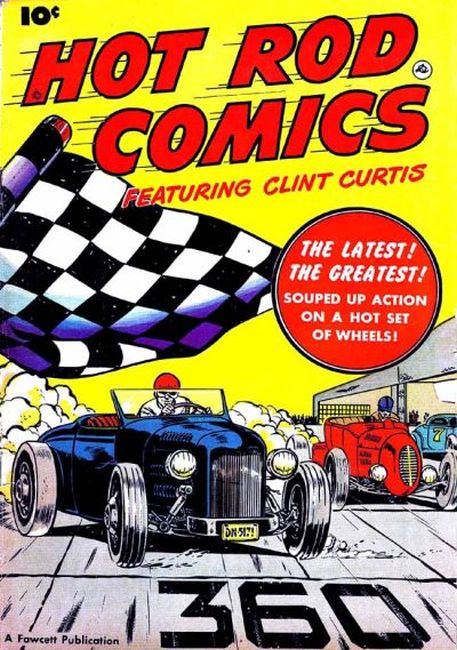 10¢
HOT ROD
COMICS
©
FEATURING CLINT CURTIS
THE LATEST!
THE GREATEST!
SOUPED UP ACTION
ON A HOT SET
OF WHEELS!
7
360
A Fawcett Publication